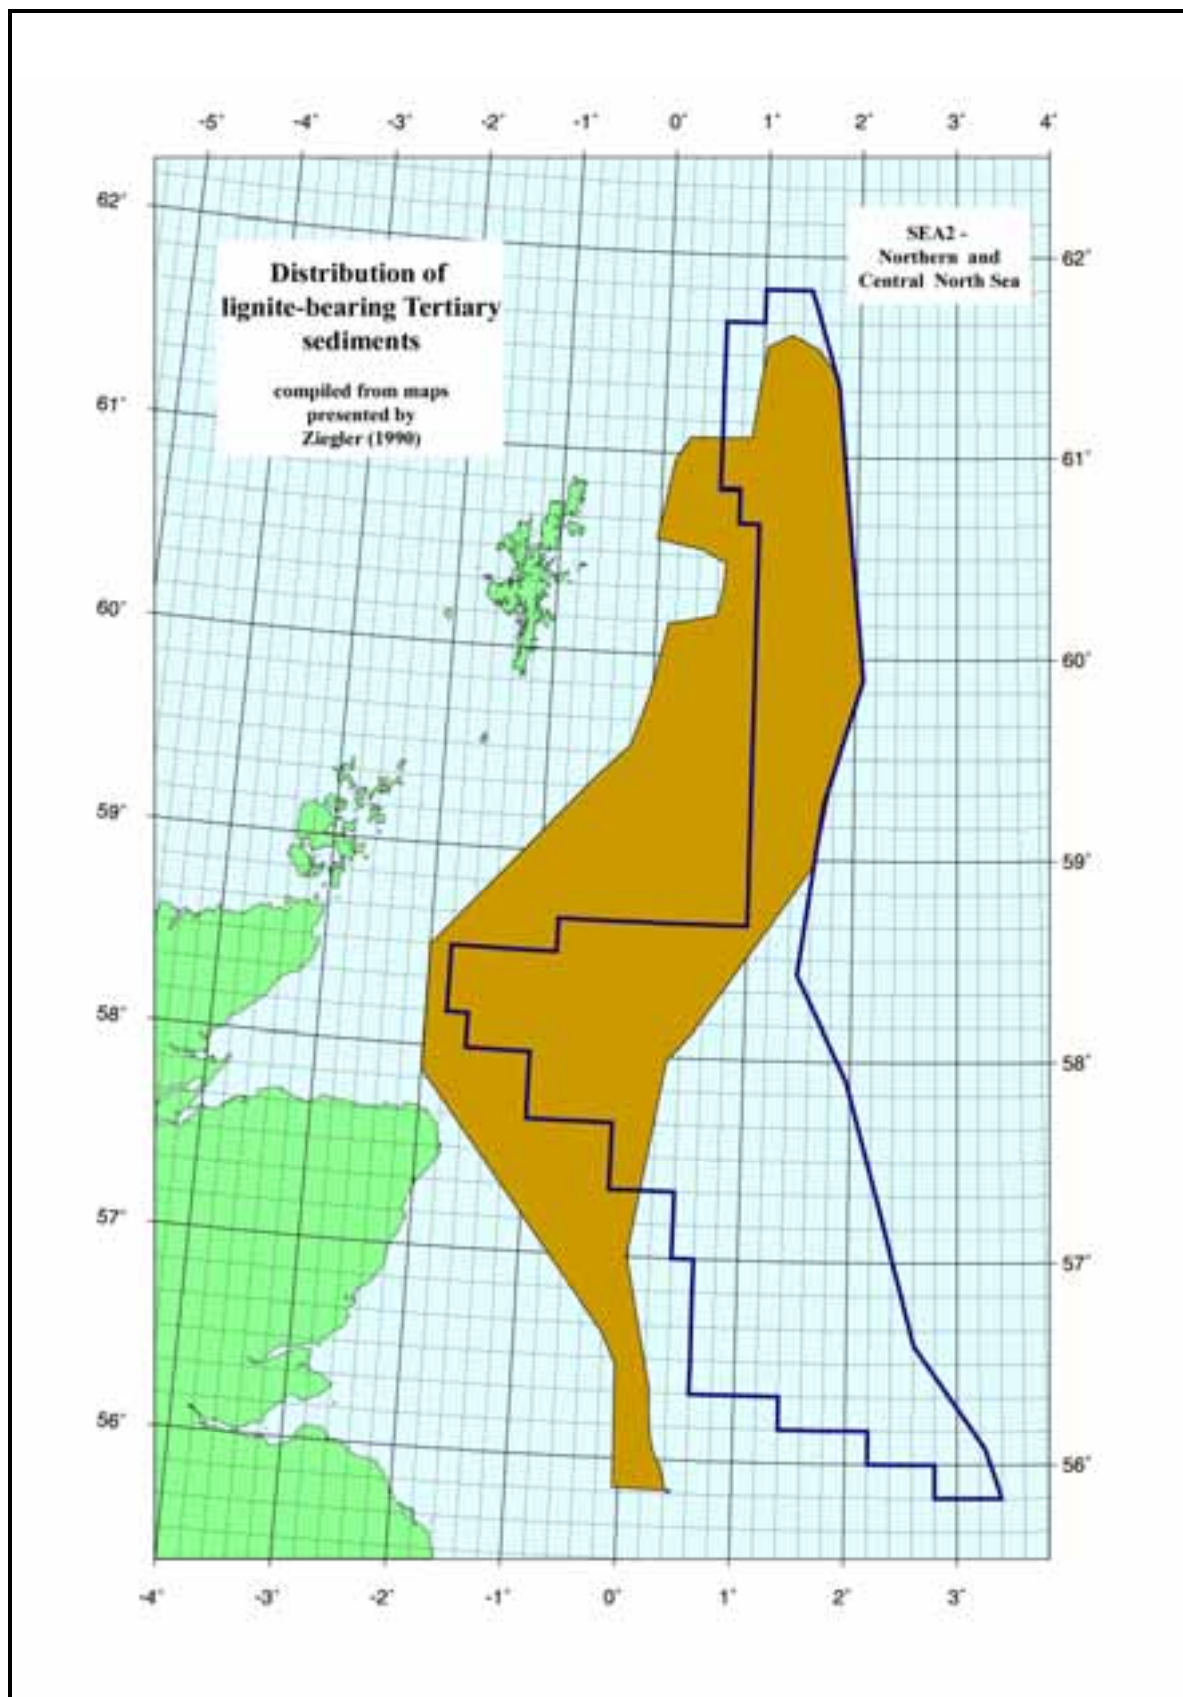 -5° -4° -3° -2° -1° 0° 1° 2° 3° 4°
62°
SEA2 -
Northern and
Central North Sea
62°
Distribution of
lignite-bearing Tertiary
sediments
compiled from maps
presented by
Ziegler (1990)
61°
61°
60°
60°
59°
59°
58°
58°
57°
57°
56°
56°
-4° -3° -2° -1° 0° 1° 2° 3°